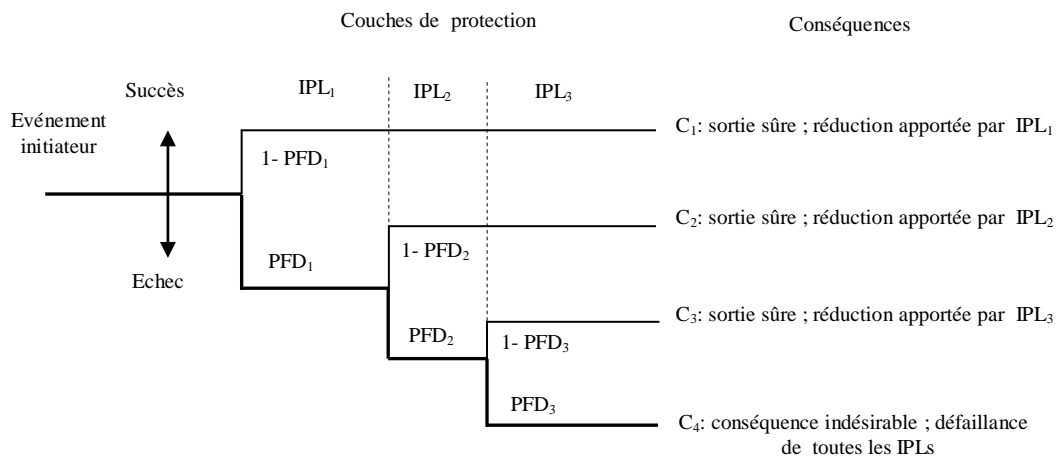 Couches de protection
Conséquences
IPL₁
IPL₂
IPL₃
Succès
Evénement
initiateur
C₁: sortie sûre ; réduction apportée par IPL₁
1- PFD₁
C₂: sortie sûre ; réduction apportée par IPL₂
1- PFD₂
PFD₁
Echec
C₃: sortie sûre ; réduction apportée par IPL₃
PFD₂
1- PFD₃
PFD₃
C₄: conséquence indésirable ; défaillance
de toutes les IPLs